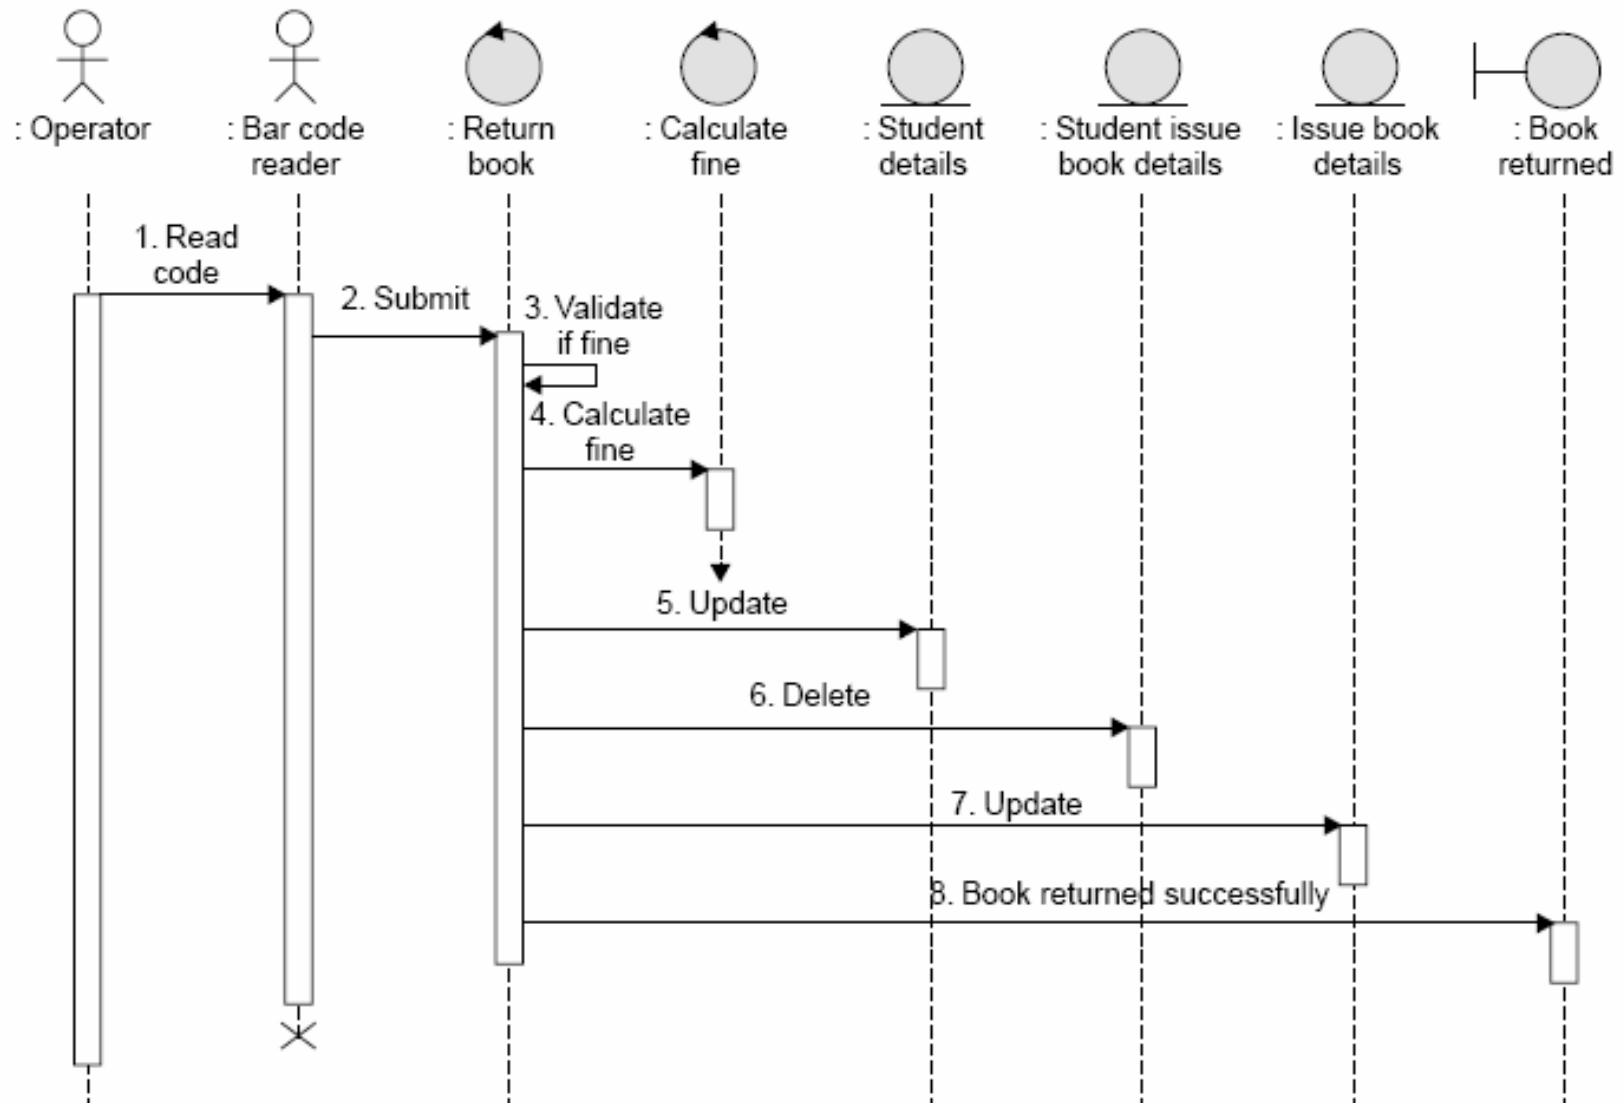 : Operator
: Bar code
reader
: Return
book
: Calculate
fine
: Student
details
: Student issue
book details
: Issue book
details
: Book
returned
1. Read
code
2. Submit
3. Validate
if fine
4. Calculate
fine
5. Update
6. Delete
7. Update
8. Book returned successfully